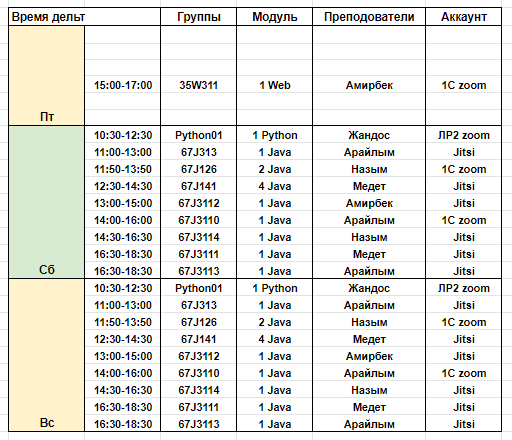 Время дельт Группы Модуль Преподователи Аккаунт
15:00-17:00 35W311 1 Web Амирбек 1C zoom
Пт
10:30-12:30 Python01 1 Python Жандос ЛР2 zoom
11:00-13:00 67J313 1 Java Арайлым Jitsi
11:50-13:50 67J126 2 Java Назым 1C zoom
12:30-14:30 67J141 4 Java Медет Jitsi
13:00-15:00 67J3112 1 Java Амирбек Jitsi
14:00-16:00 67J3110 1 Java Арайлым 1C zoom
14:30-16:30 67J3114 1 Java Назым Jitsi
16:30-18:30 67J3111 1 Java Медет Jitsi
Сб 16:30-18:30 67J3113 1 Java Арайлым Jitsi
10:30-12:30 Python01 1 Python Жандос ЛР2 zoom
11:00-13:00 67J313 1 Java Арайлым Jitsi
11:50-13:50 67J126 2 Java Назым 1C zoom
12:30-14:30 67J141 4 Java Медет Jitsi
13:00-15:00 67J3112 1 Java Амирбек Jitsi
14:00-16:00 67J3110 1 Java Арайлым 1C zoom
14:30-16:30 67J3114 1 Java Назым Jitsi
16:30-18:30 67J3111 1 Java Медет Jitsi
Вс 16:30-18:30 67J3113 1 Java Арайлым Jitsi